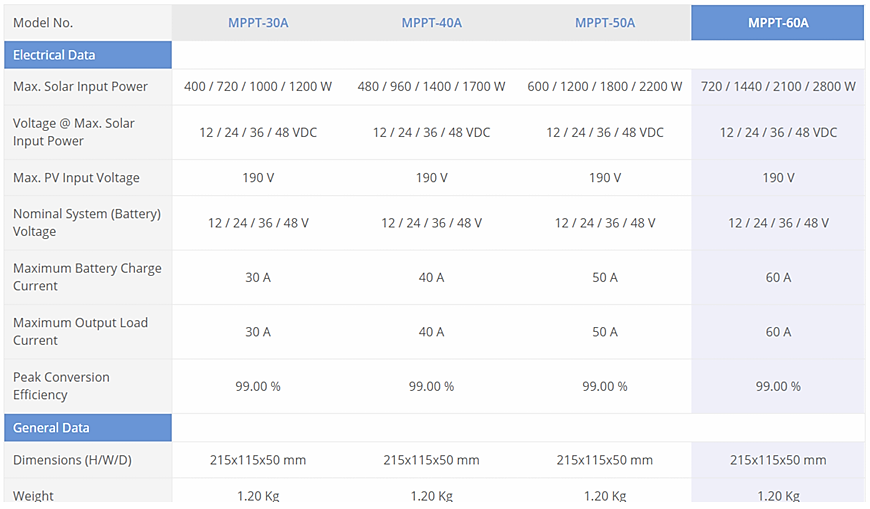 Model No. MPPT-30A MPPT-40A MPPT-50A MPPT-60A
Electrical Data
Max. Solar Input Power 400 / 720 / 1000 / 1200 W 480 / 960 / 1400 / 1700 W 600 / 1200 / 1800 / 2200 W 720 / 1440 / 2100 / 2800 W
Voltage @ Max. Solar
Input Power 12 / 24 / 36 / 48 VDC 12 / 24 / 36 / 48 VDC 12 / 24 / 36 / 48 VDC 12 / 24 / 36 / 48 VDC
Max. PV Input Voltage 190 V 190 V 190 V 190 V
Nominal System (Battery)
Voltage 12 / 24 / 36 / 48 V 12 / 24 / 36 / 48 V 12 / 24 / 36 / 48 V 12 / 24 / 36 / 48 V
Maximum Battery Charge
Current 30 A 40 A 50 A 60 A
Maximum Output Load
Current 30 A 40 A 50 A 60 A
Peak Conversion
Efficiency 99.00 % 99.00 % 99.00 % 99.00 %
General Data
Dimensions (H/W/D) 215x115x50 mm 215x115x50 mm 215x115x50 mm 215x115x50 mm
Weight 1.20 Kg 1.20 Kg 1.20 Kg 1.20 Kg